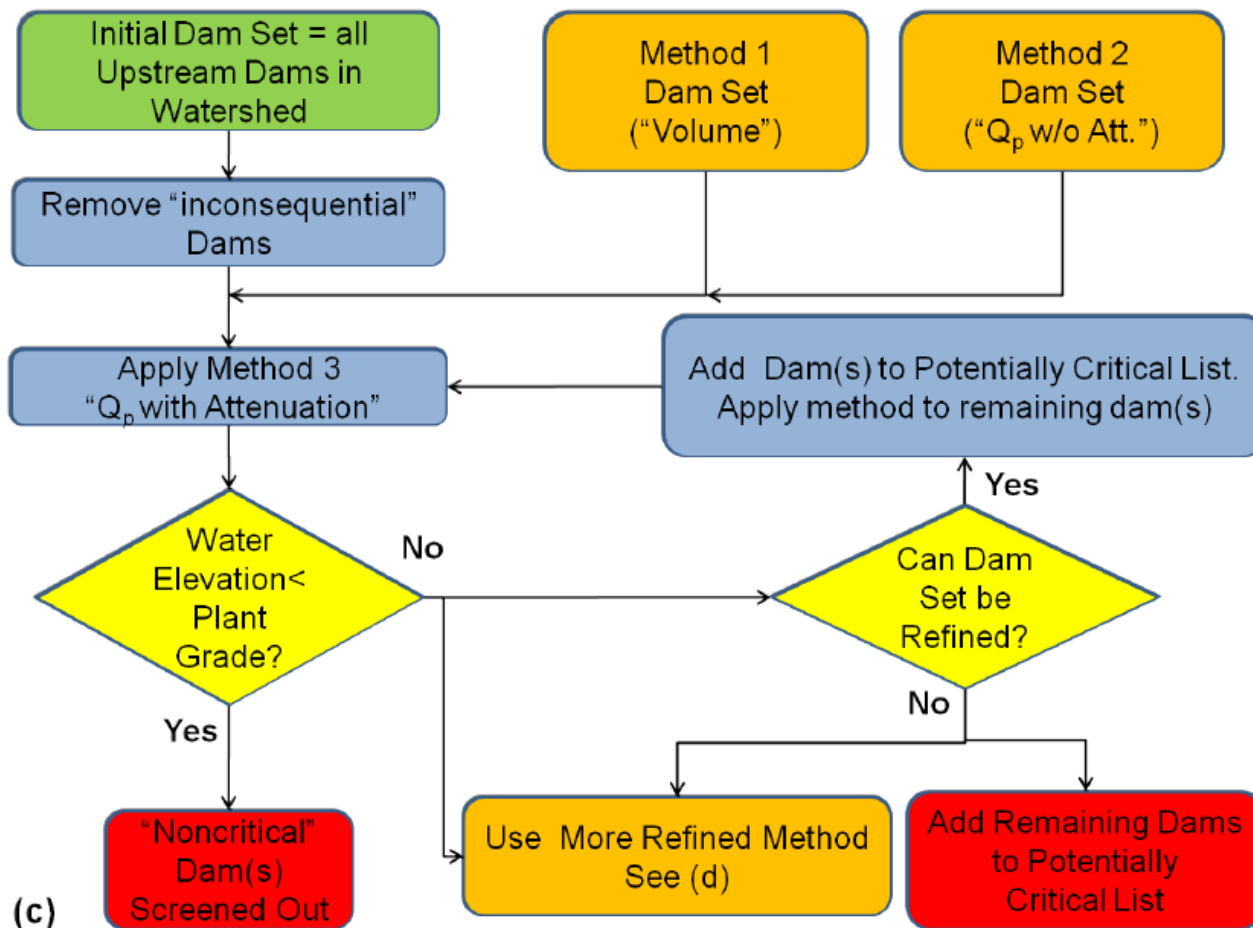 Initial Dam Set = all
Upstream Dams in
Watershed
Method 1
Dam Set
(“Volume”)
Method 2
Dam Set
(“Qp w/o Att.”)
Remove “inconsequential”
Dams
Apply Method 3
“Qp with Attenuation”
Add  Dam(s) to Potentially Critical List.
Apply method to remaining dam(s)
Yes
Water
Elevation<
Plant
Grade?
No
Can Dam
Set be
Refined?
Yes
No
“Noncritical”
Dam(s)
Screened Out
Use  More Refined Method
See (d)
Add Remaining Dams
to Potentially
Critical List
(c)